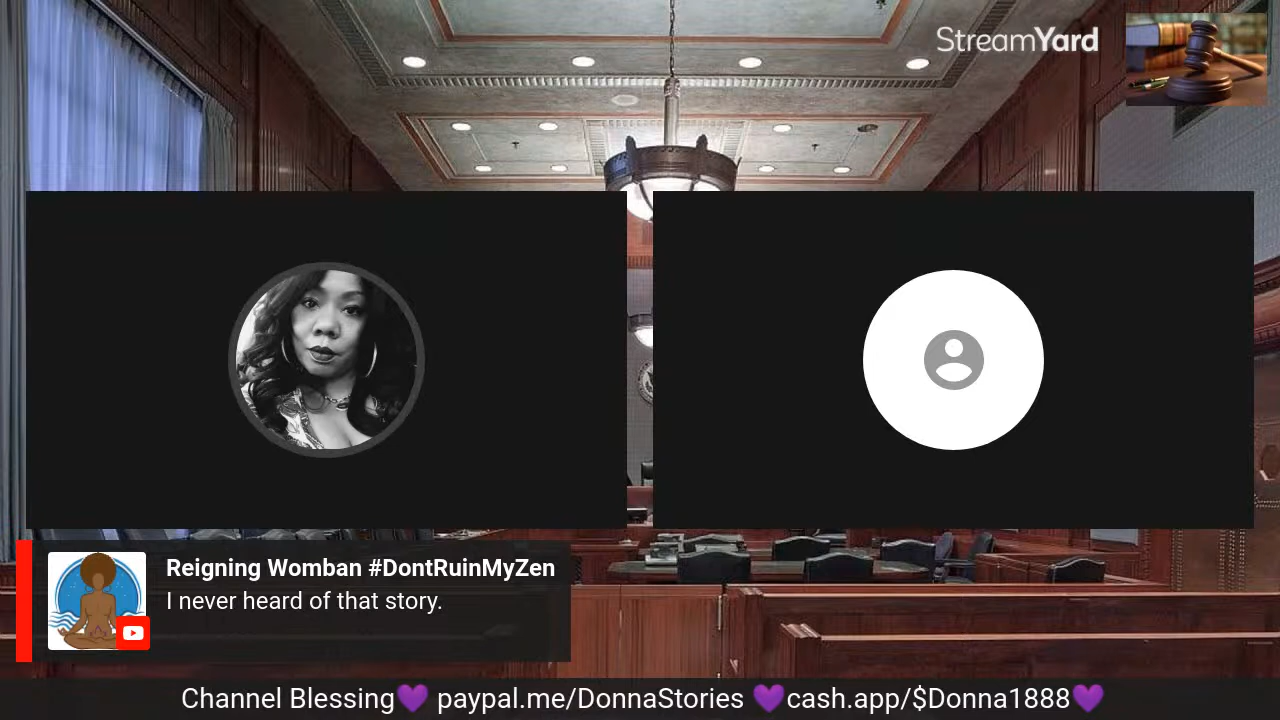 StreamYard
Reigning Womban #DontRuinMyZen
I never heard of that story.
Channel Blessing💜 paypal.me/DonnaStories 💜cash.app/$Donna1888💜